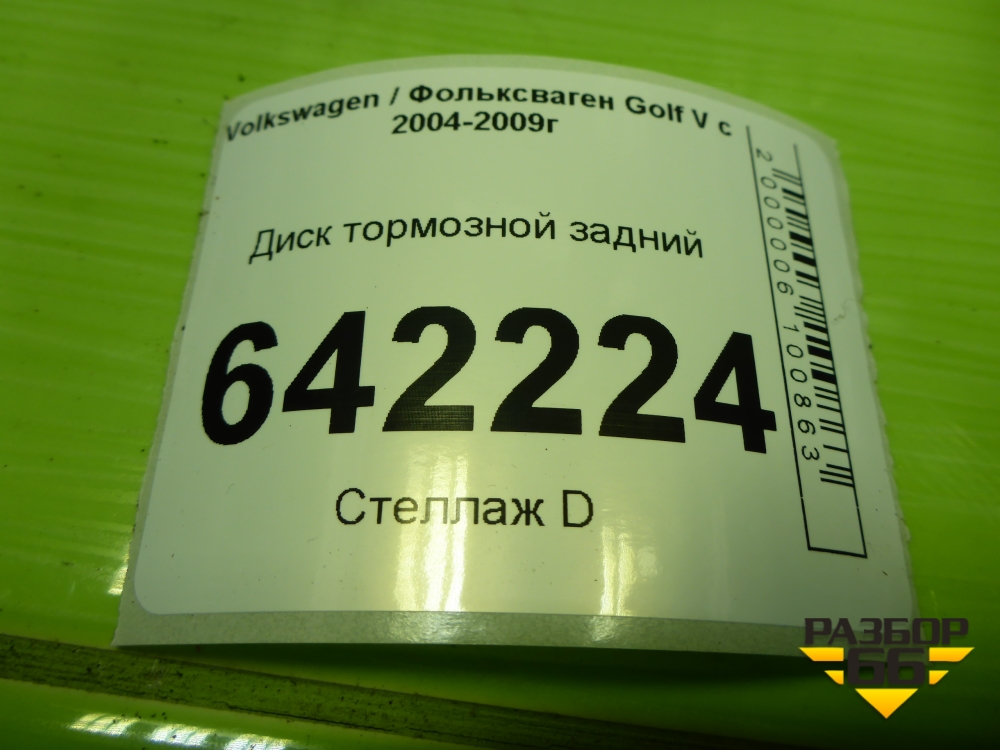 Volkswagen / Фольксваген Golf V с
2004-2009г
Диск тормозной задний
642224
Стеллаж D
2000006100863
РАЗБОР
66